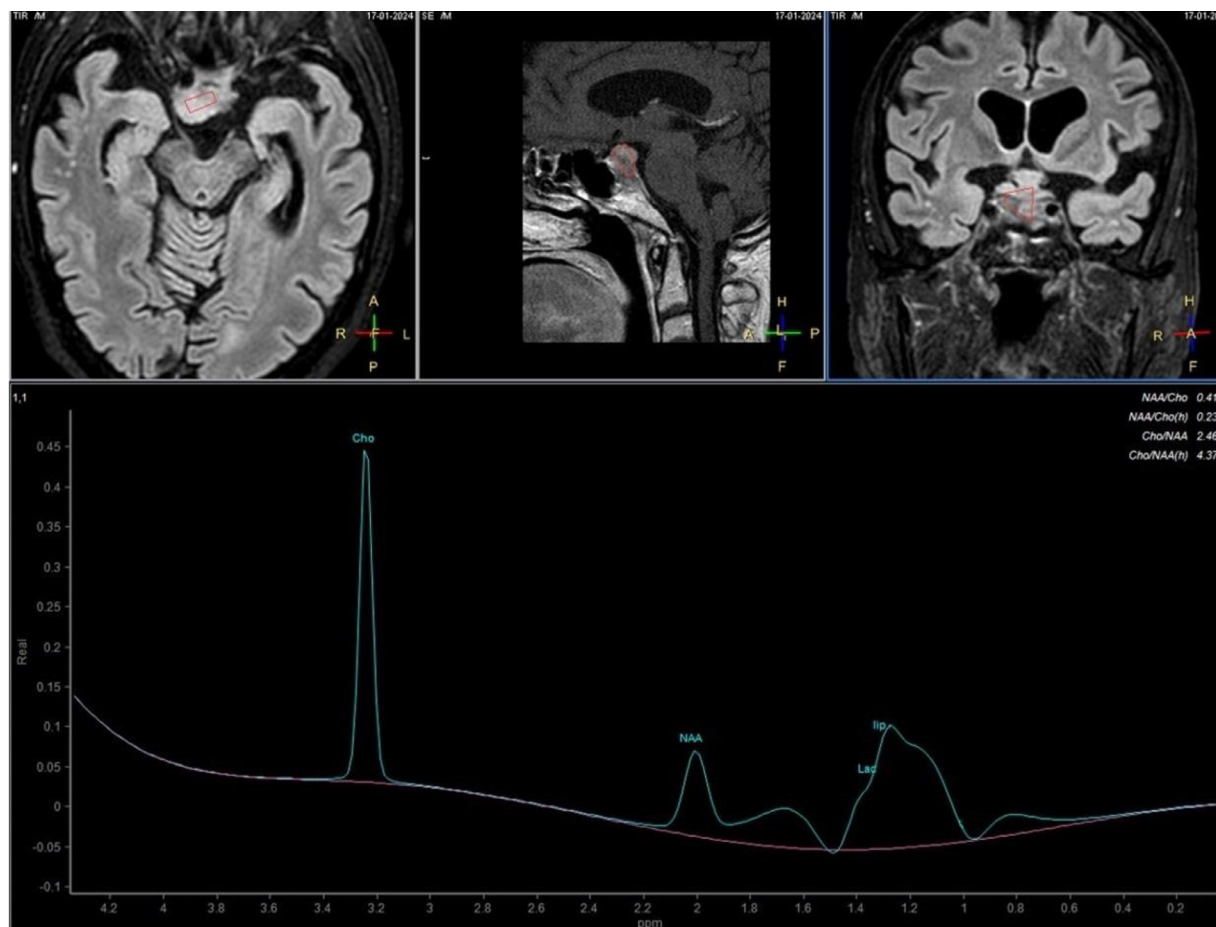 TIR /M 17-01-2024
SE /M 17-01-2024
TIR /M 17-01-2
A
R F L
P
H
A L P
F
H
R A
F
1,1
NAA/Cho 0.41
NAA/Cho(h) 0.23
Cho/NAA 2.46
Cho/NAA(h) 4.37
Cho
NAA
lip
Lac
Real
0.45
0.4
0.35
0.3
0.25
0.2
0.15
0.1
0.05
0
-0.05
-0.1
4.2 4 3.8 3.6 3.4 3.2 3 2.8 2.6 2.4 2.2 2 1.8 1.6 1.4 1.2 1 0.8 0.6 0.4 0.2
ppm